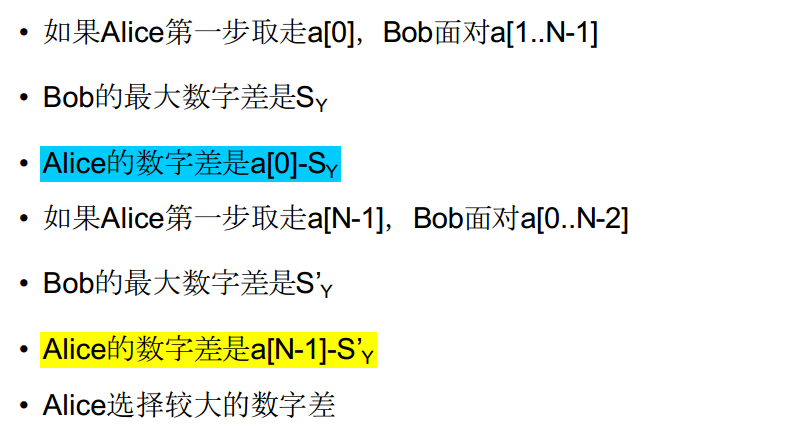 • 如果Alice第一步取走a[0]，Bob面对a[1..N-1]
• Bob的最大数字差是SY
• Alice的数字差是a[0]-SY
• 如果Alice第一步取走a[N-1]，Bob面对a[0..N-2]
• Bob的最大数字差是S’Y
• Alice的数字差是a[N-1]-S’Y
• Alice选择较大的数字差